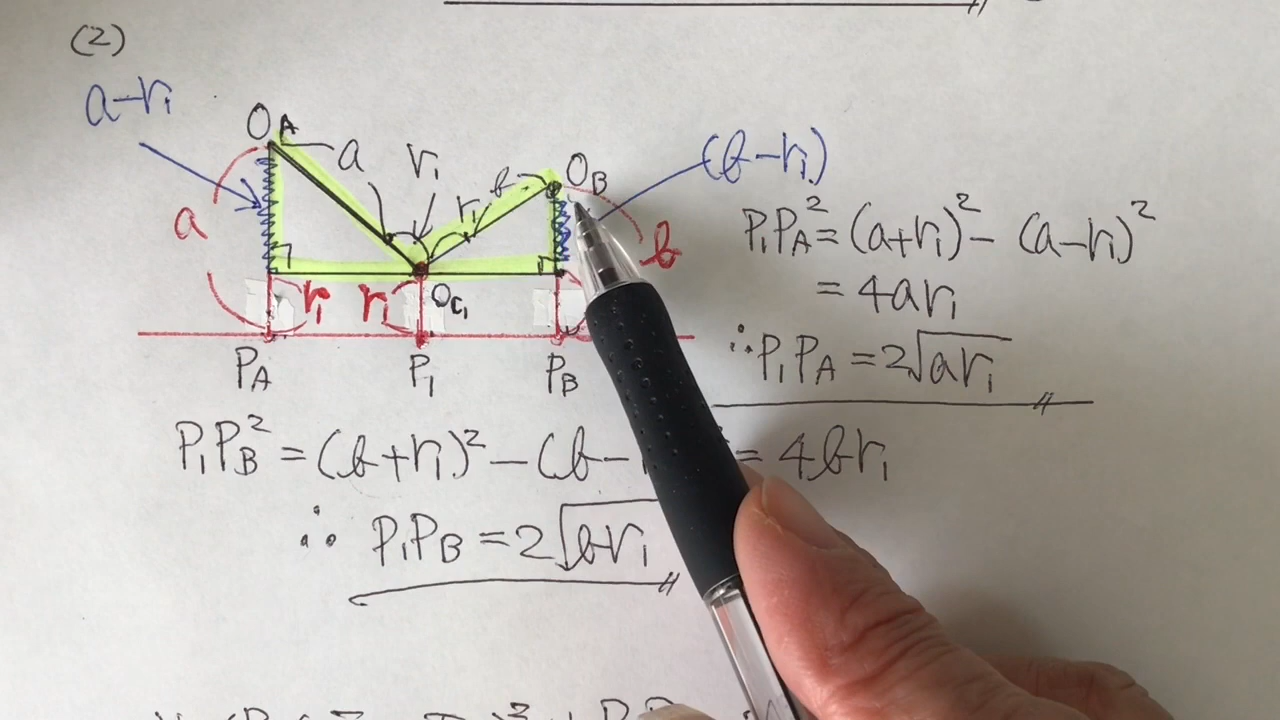 (2)
a-r₁
O_A
a
r₁
O_B
(b-r₁)
b
r₁
a
b
r₁
r₁
O_C₁
P_A
P₁
P_B
P₁P_A² = (a+r₁)² - (a-r₁)²
= 4ar₁
∴ P₁P_A = 2√ar₁
P₁P_B² = (b+r₁)² - (b- = 4br₁
∴ P₁P_B = 2√br₁